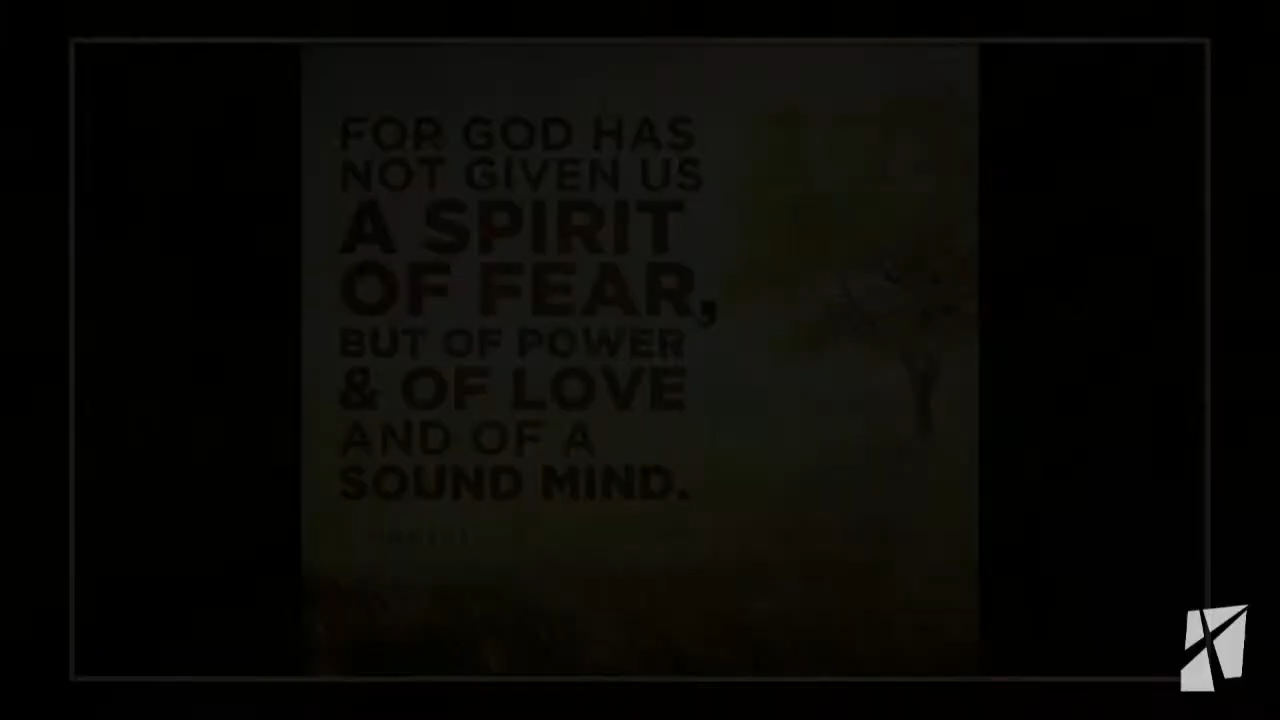 FOR GOD HAS
NOT GIVEN US
A SPIRIT
OF FEAR,
BUT OF POWER
& OF LOVE
AND OF A
SOUND MIND.